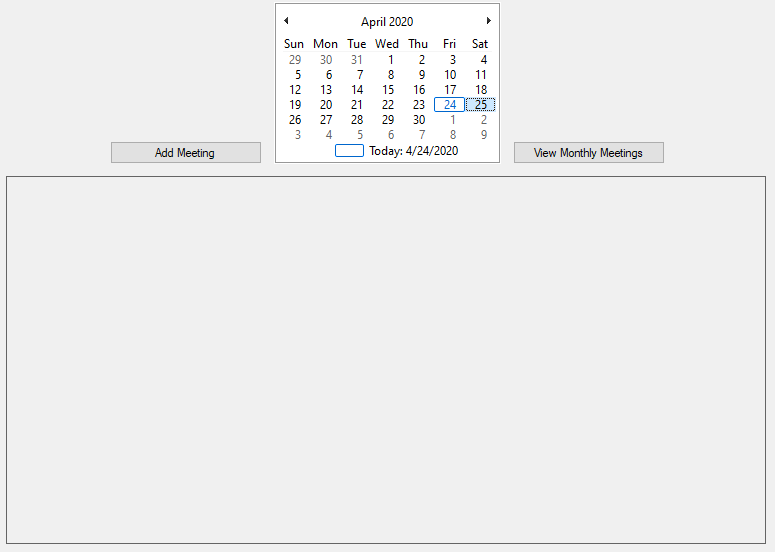 April 2020
Sun Mon Tue Wed Thu Fri Sat
29 30 31 1 2 3 4
5 6 7 8 9 10 11
12 13 14 15 16 17 18
19 20 21 22 23 24 25
26 27 28 29 30 1 2
3 4 5 6 7 8 9
Today: 4/24/2020
Add Meeting
View Monthly Meetings